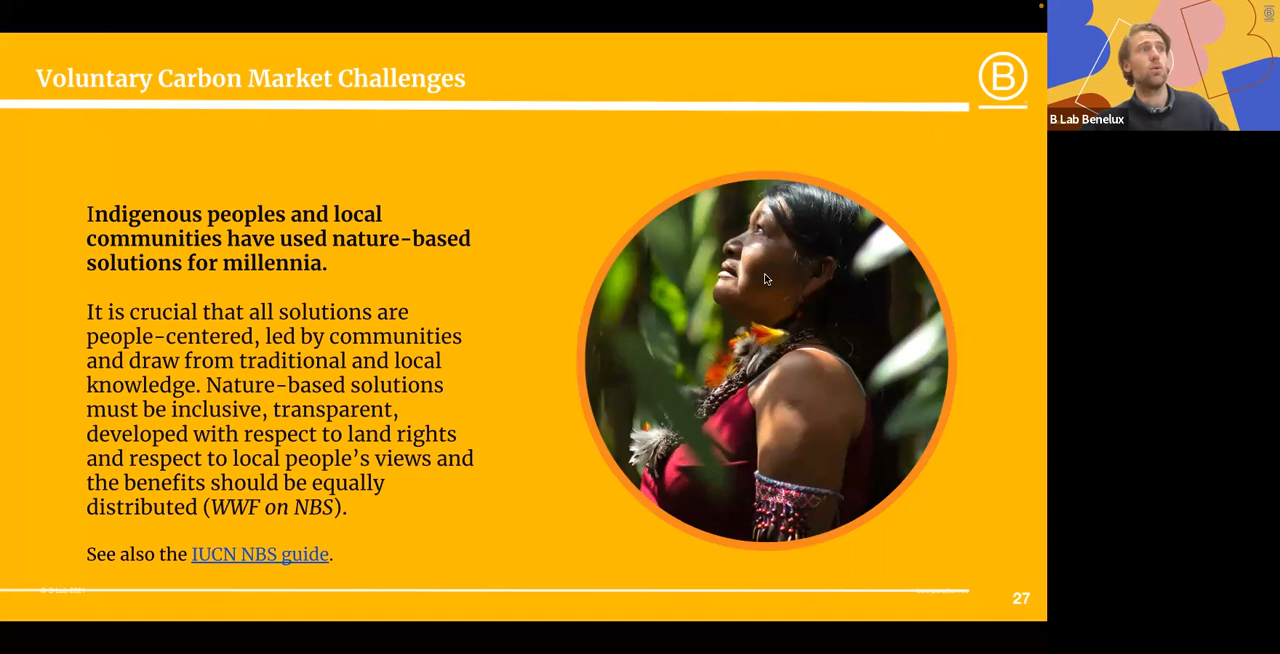 Voluntary Carbon Market Challenges
B
B Lab Benelux
Indigenous peoples and local
communities have used nature-based
solutions for millennia.
It is crucial that all solutions are
people-centered, led by communities
and draw from traditional and local
knowledge. Nature-based solutions
must be inclusive, transparent,
developed with respect to land rights
and respect to local people’s views and
the benefits should be equally
distributed (WWF on NBS).
See also the IUCN NBS guide.
27